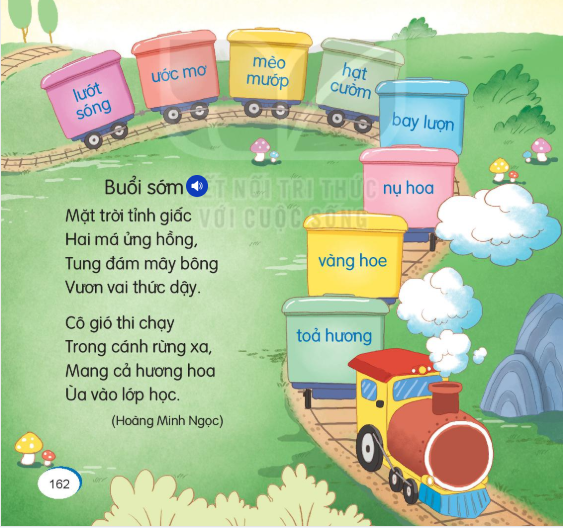 lướt
sóng
ước mơ
mèo
mướp
hạt
cườm
bay lượn
nụ hoa
vàng hoe
toả hương
KẾT NỐI TRI THỨC
VỚI CUỘC SỐNG
Buổi sớm
Mặt trời tỉnh giấc
Hai má ửng hồng,
Tung đám mây bông
Vươn vai thức dậy.
Cô gió thi chạy
Trong cánh rừng xa,
Mang cả hương hoa
Ùa vào lớp học.
(Hoàng Minh Ngọc)
162